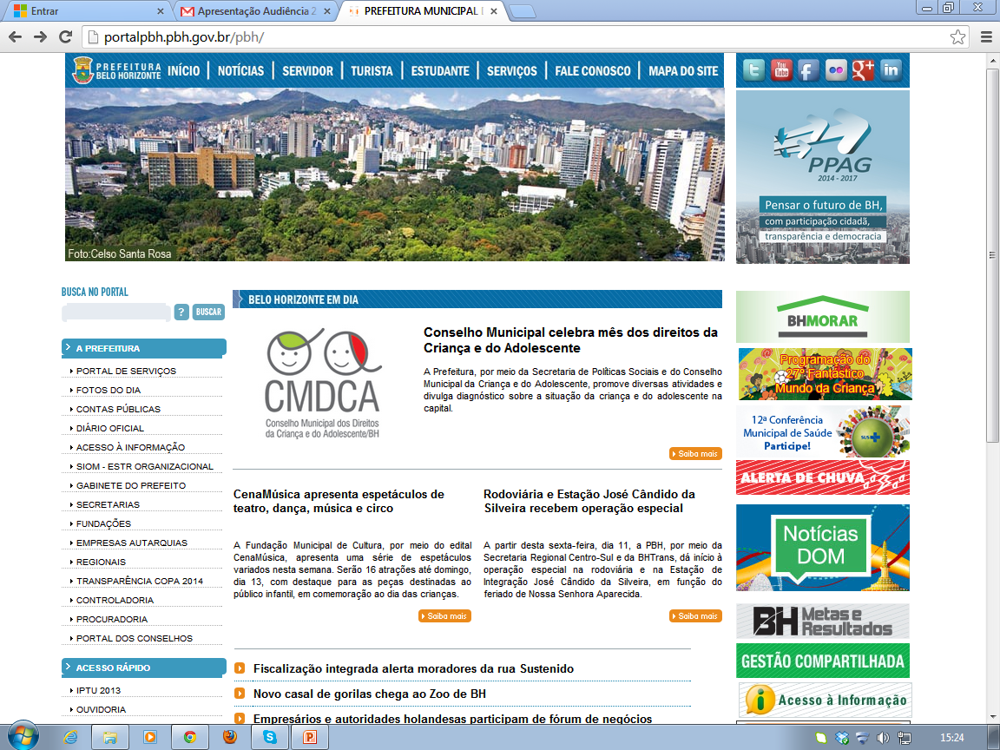 Entrar
Apresentação Audiência 2
PREFEITURA MUNICIPAL
portalpbh.pbh.gov.br/pbh/
PREFEITURA
BELO HORIZONTE
INÍCIO | NOTÍCIAS | SERVIDOR | TURISTA | ESTUDANTE | SERVIÇOS | FALE CONOSCO | MAPA DO SITE
You Tube
f
g+
in
PPAG
2014 - 2017
Pensar o futuro de BH,
com participação cidadã,
transparência e democracia
Foto:Celso Santa Rosa
BUSCA NO PORTAL
? BUSCAR
A PREFEITURA
PORTAL DE SERVIÇOS
FOTOS DO DIA
CONTAS PÚBLICAS
DIÁRIO OFICIAL
ACESSO À INFORMAÇÃO
SIOM - ESTR ORGANIZACIONAL
GABINETE DO PREFEITO
SECRETARIAS
FUNDAÇÕES
EMPRESAS AUTARQUIAS
REGIONAIS
TRANSPARÊNCIA COPA 2014
CONTROLADORIA
PROCURADORIA
PORTAL DOS CONSELHOS
ACESSO RÁPIDO
IPTU 2013
OUVIDORIA
BELO HORIZONTE EM DIA
CMDCA
Conselho Municipal dos Direitos
da Criança e do Adolescente/BH
Conselho Municipal celebra mês dos direitos da
Criança e do Adolescente
A Prefeitura, por meio da Secretaria de Políticas Sociais e do Conselho
Municipal da Criança e do Adolescente, promove diversas atividades e
divulga diagnóstico sobre a situação da criança e do adolescente na
capital.
Saiba mais
CenaMúsica apresenta espetáculos de
teatro, dança, música e circo
A Fundação Municipal de Cultura, por meio do edital
CenaMúsica, apresenta uma série de espetáculos
variados nesta semana. Serão 16 atrações até domingo,
dia 13, com destaque para as peças destinadas ao
público infantil, em comemoração ao dia das crianças.
Saiba mais
Rodoviária e Estação José Cândido da
Silveira recebem operação especial
A partir desta sexta-feira, dia 11, a PBH, por meio da
Secretaria Regional Centro-Sul e da BHTrans, dá início à
operação especial na rodoviária e na Estação de
Integração José Cândido da Silveira, em função do
feriado de Nossa Senhora Aparecida.
Saiba mais
Fiscalização integrada alerta moradores da rua Sustenido
Novo casal de gorilas chega ao Zoo de BH
Empresários e autoridades holandesas participam de fórum de negócios
BHMORAR
Programação do
27º Fantástico
Mundo da Criança
12ª Conferência
Municipal de Saúde
Participe!
SUS
ALERTA DE CHUVA
Notícias
DOM
BH Metas e
Resultados
GESTÃO COMPARTILHADA
i Acesso à Informação
15:24